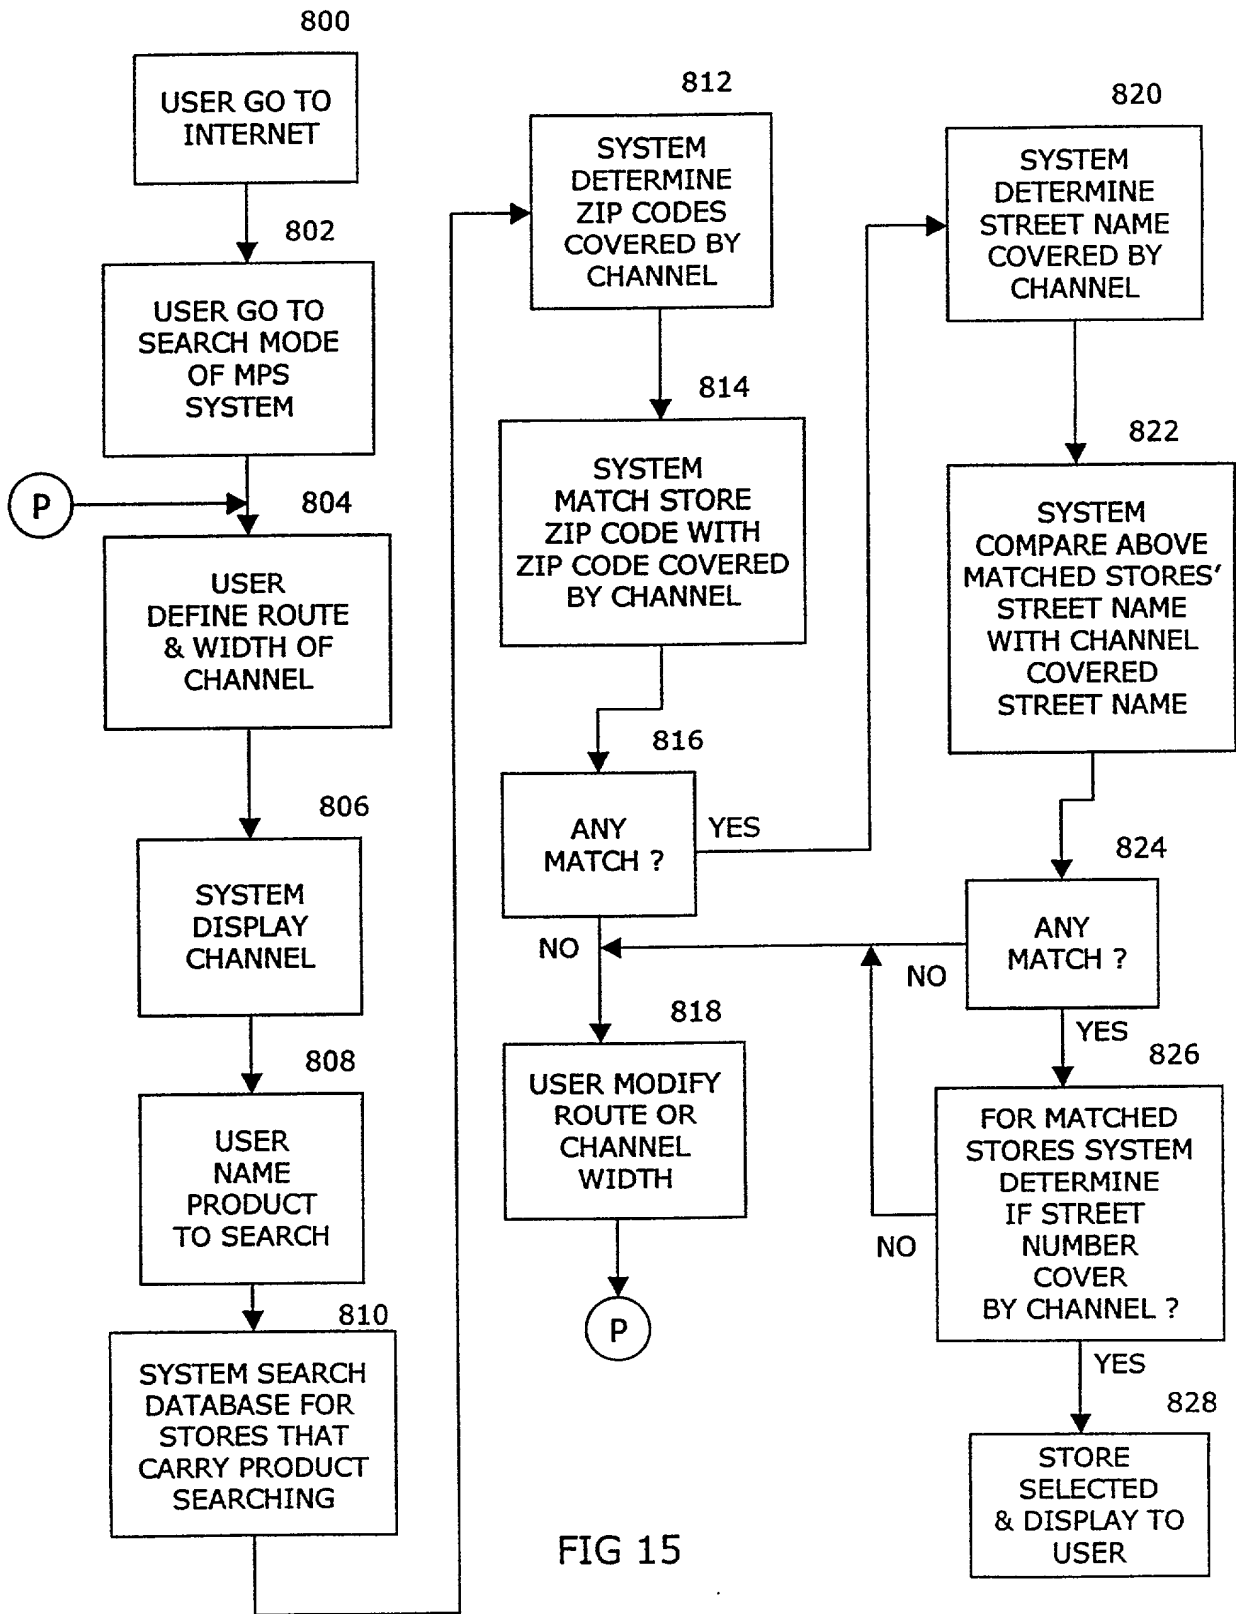 800
USER GO TO
INTERNET
802
USER GO TO
SEARCH MODE
OF MPS
SYSTEM
P
804
USER
DEFINE ROUTE
& WIDTH OF
CHANNEL
806
SYSTEM
DISPLAY
CHANNEL
808
USER
NAME
PRODUCT
TO SEARCH
810
SYSTEM SEARCH
DATABASE FOR
STORES THAT
CARRY PRODUCT
SEARCHING
812
SYSTEM
DETERMINE
ZIP CODES
COVERED BY
CHANNEL
814
SYSTEM
MATCH STORE
ZIP CODE WITH
ZIP CODE COVERED
BY CHANNEL
816
ANY
MATCH ?
YES
NO
818
USER MODIFY
ROUTE OR
CHANNEL
WIDTH
P
820
SYSTEM
DETERMINE
STREET NAME
COVERED BY
CHANNEL
822
SYSTEM
COMPARE ABOVE
MATCHED STORES'
STREET NAME
WITH CHANNEL
COVERED
STREET NAME
824
ANY
MATCH ?
NO
YES
826
FOR MATCHED
STORES SYSTEM
DETERMINE
IF STREET
NUMBER
COVER
BY CHANNEL ?
NO
YES
828
STORE
SELECTED
& DISPLAY TO
USER
FIG 15